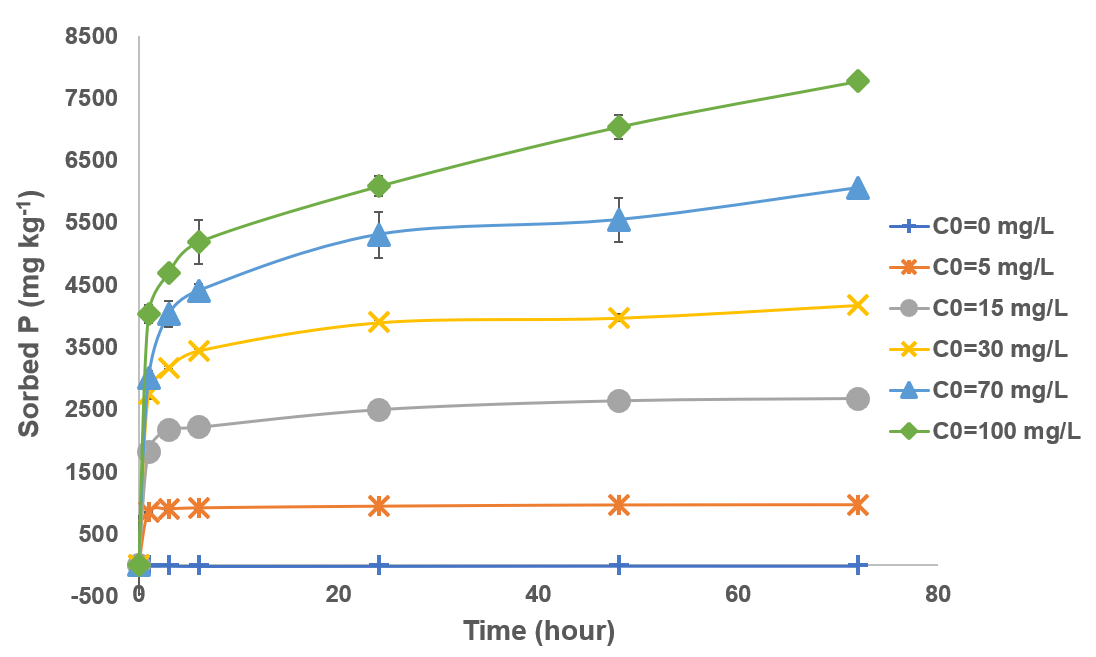 8500
7500
6500
5500
4500
3500
2500
1500
500
-500
0 20 40 60 80
Sorbed P (mg kg⁻¹)
Time (hour)
C0=0 mg/L
C0=5 mg/L
C0=15 mg/L
C0=30 mg/L
C0=70 mg/L
C0=100 mg/L